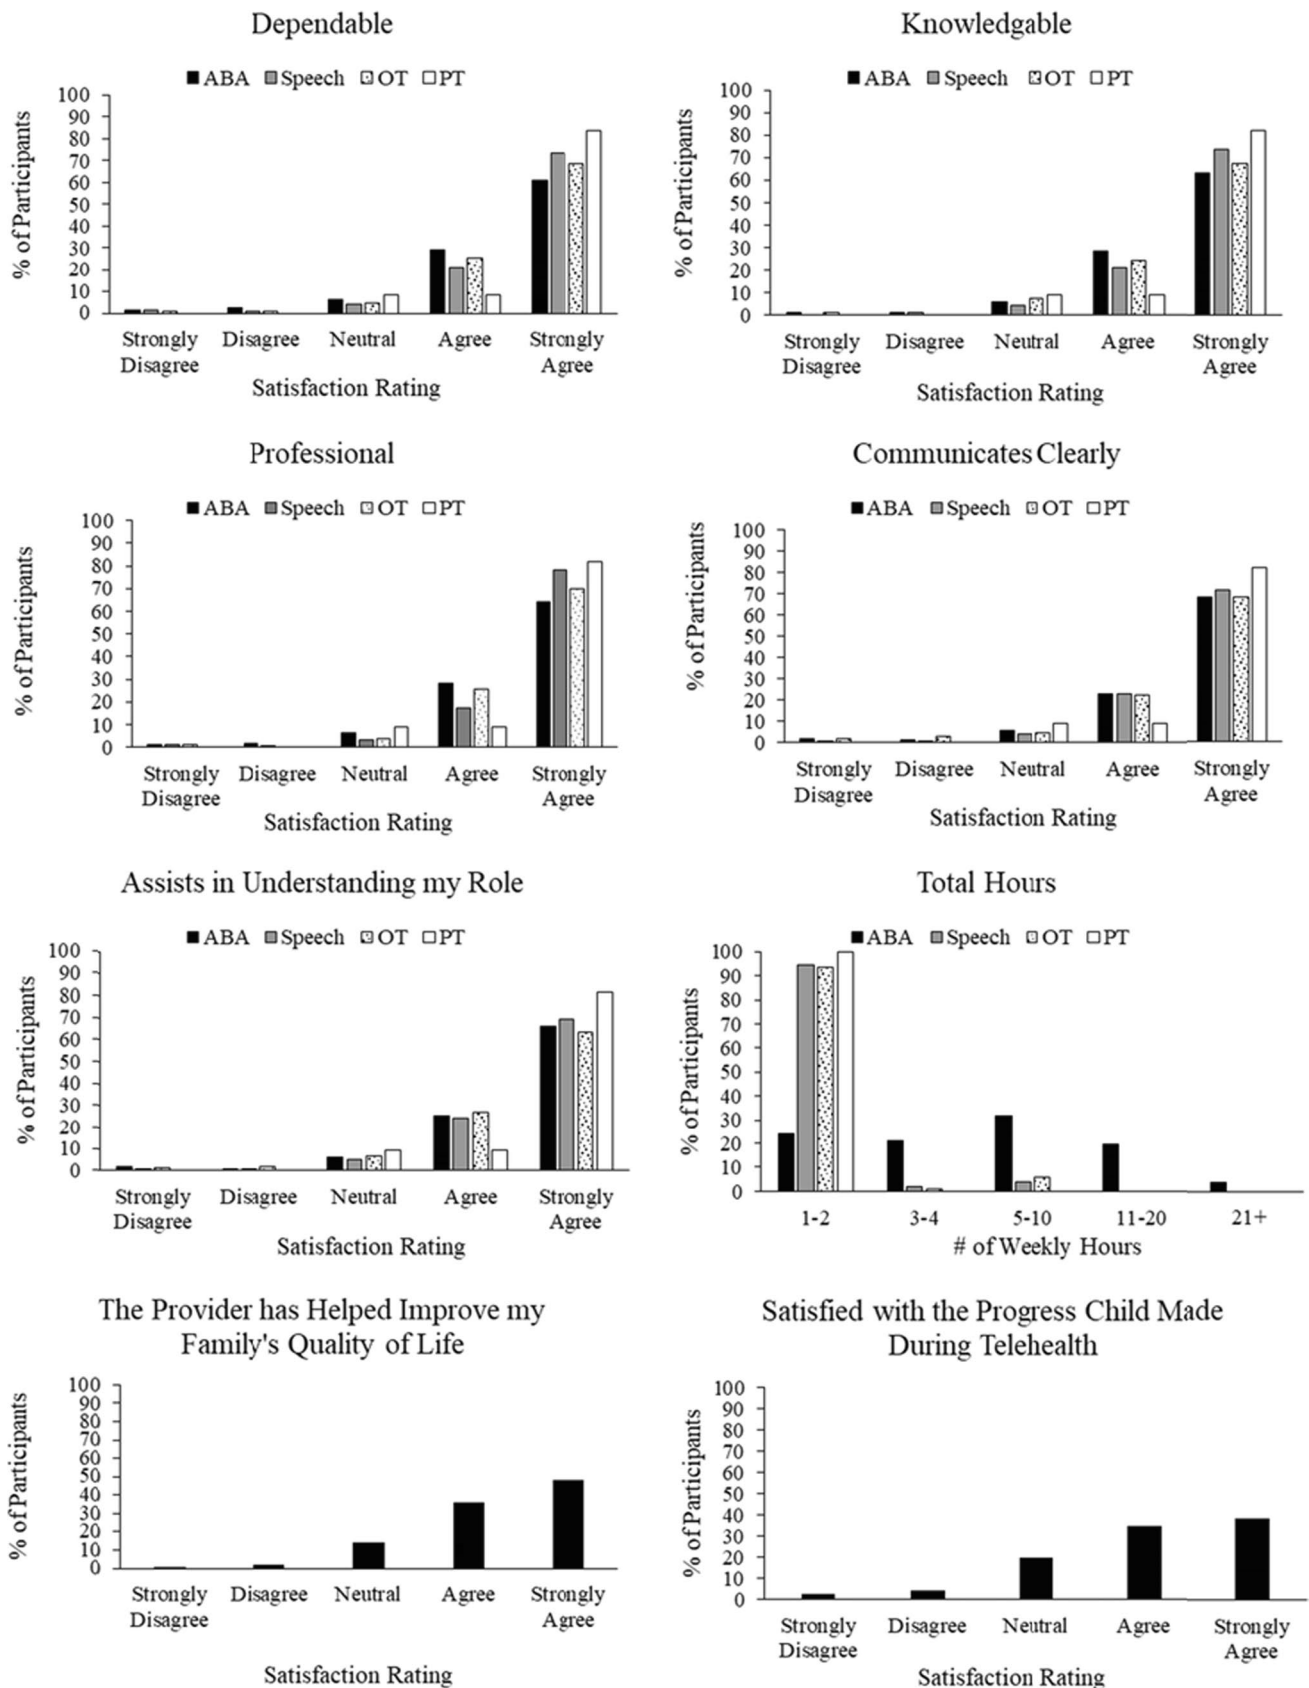 Dependable
ABA Speech OT PT
% of Participants
100
90
80
70
60
50
40
30
20
10
0
Strongly Disagree Neutral Agree Strongly
Disagree Agree
Satisfaction Rating
Knowledgable
ABA Speech OT PT
% of Participants
100
90
80
70
60
50
40
30
20
10
0
Strongly Disagree Neutral Agree Strongly
Disagree Agree
Satisfaction Rating
Professional
ABA Speech OT PT
% of Participants
100
90
80
70
60
50
40
30
20
10
0
Strongly Disagree Neutral Agree Strongly
Disagree Agree
Satisfaction Rating
Communicates Clearly
ABA Speech OT PT
% of Participants
100
90
80
70
60
50
40
30
20
10
0
Strongly Disagree Neutral Agree Strongly
Disagree Agree
Satisfaction Rating
Assists in Understanding my Role
ABA Speech OT PT
% of Participants
100
90
80
70
60
50
40
30
20
10
0
Strongly Disagree Neutral Agree Strongly
Disagree Agree
Satisfaction Rating
Total Hours
ABA Speech OT PT
% of Participants
100
90
80
70
60
50
40
30
20
10
0
1-2 3-4 5-10 11-20 21+
# of Weekly Hours
The Provider has Helped Improve my
Family's Quality of Life
% of Participants
100
90
80
70
60
50
40
30
20
10
0
Strongly Disagree Neutral Agree Strongly
Disagree Agree
Satisfaction Rating
Satisfied with the Progress Child Made
During Telehealth
% of Participants
100
90
80
70
60
50
40
30
20
10
0
Strongly Disagree Neutral Agree Strongly
Disagree Agree
Satisfaction Rating